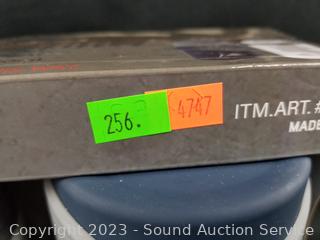 256.
4747
ITM.ART.#
MADE
Copyright © 2023 - Sound Auction Service